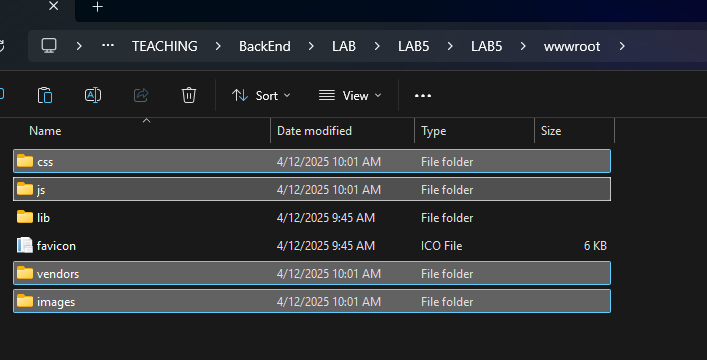 TEACHING > BackEnd > LAB > LAB5 > LAB5 > wwwroot >
Sort View
Name Date modified Type Size
css 4/12/2025 10:01 AM File folder
js 4/12/2025 10:01 AM File folder
lib 4/12/2025 9:45 AM File folder
favicon 4/12/2025 9:45 AM ICO File 6 KB
vendors 4/12/2025 10:01 AM File folder
images 4/12/2025 10:01 AM File folder